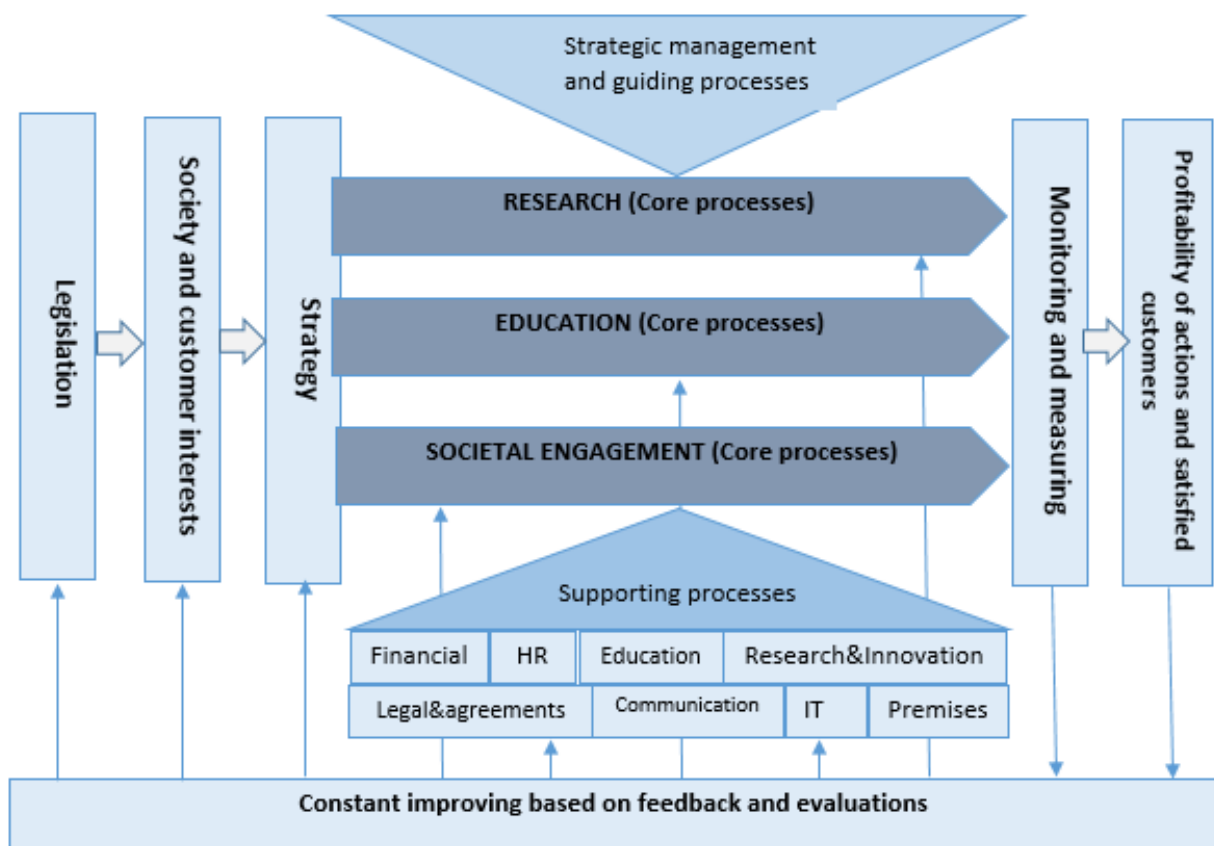 Strategic management
and guiding processes
Legislation
Society and customer interests
Strategy
RESEARCH (Core processes)
EDUCATION (Core processes)
SOCIETAL ENGAGEMENT (Core processes)
Monitoring and measuring
Profitability of actions and satisfied
customers
Supporting processes
Financial
HR
Education
Research&Innovation
Legal&agreements
Communication
IT
Premises
Constant improving based on feedback and evaluations